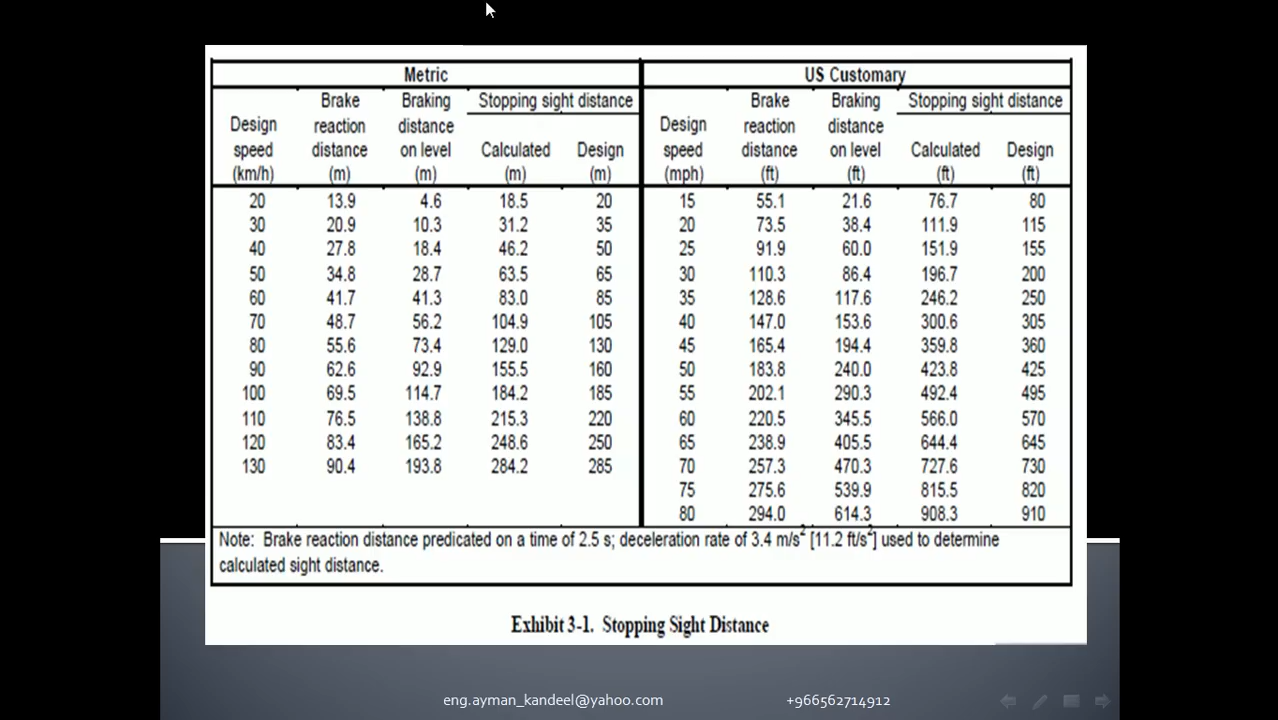 Metric US Customary
Brake Braking Stopping sight distance Brake Braking Stopping sight distance
Design reaction distance Design reaction distance
speed distance on level Calculated Design speed distance on level Calculated Design
(km/h) (m) (m) (m) (m) (mph) (ft) (ft) (ft) (ft)
20 13.9 4.6 18.5 20 15 55.1 21.6 76.7 80
30 20.9 10.3 31.2 35 20 73.5 38.4 111.9 115
40 27.8 18.4 46.2 50 25 91.9 60.0 151.9 155
50 34.8 28.7 63.5 65 30 110.3 86.4 196.7 200
60 41.7 41.3 83.0 85 35 128.6 117.6 246.2 250
70 48.7 56.2 104.9 105 40 147.0 153.6 300.6 305
80 55.6 73.4 129.0 130 45 165.4 194.4 359.8 360
90 62.6 92.9 155.5 160 50 183.8 240.0 423.8 425
100 69.5 114.7 184.2 185 55 202.1 290.3 492.4 495
110 76.5 138.8 215.3 220 60 220.5 345.5 566.0 570
120 83.4 165.2 248.6 250 65 238.9 405.5 644.4 645
130 90.4 193.8 284.2 285 70 257.3 470.3 727.6 730
75 275.6 539.9 815.5 820
80 294.0 614.3 908.3 910
Note: Brake reaction distance predicated on a time of 2.5 s; deceleration rate of 3.4 m/s² [11.2 ft/s²] used to determine
calculated sight distance.
Exhibit 3-1. Stopping Sight Distance
eng.ayman_kandeel@yahoo.com +966562714912